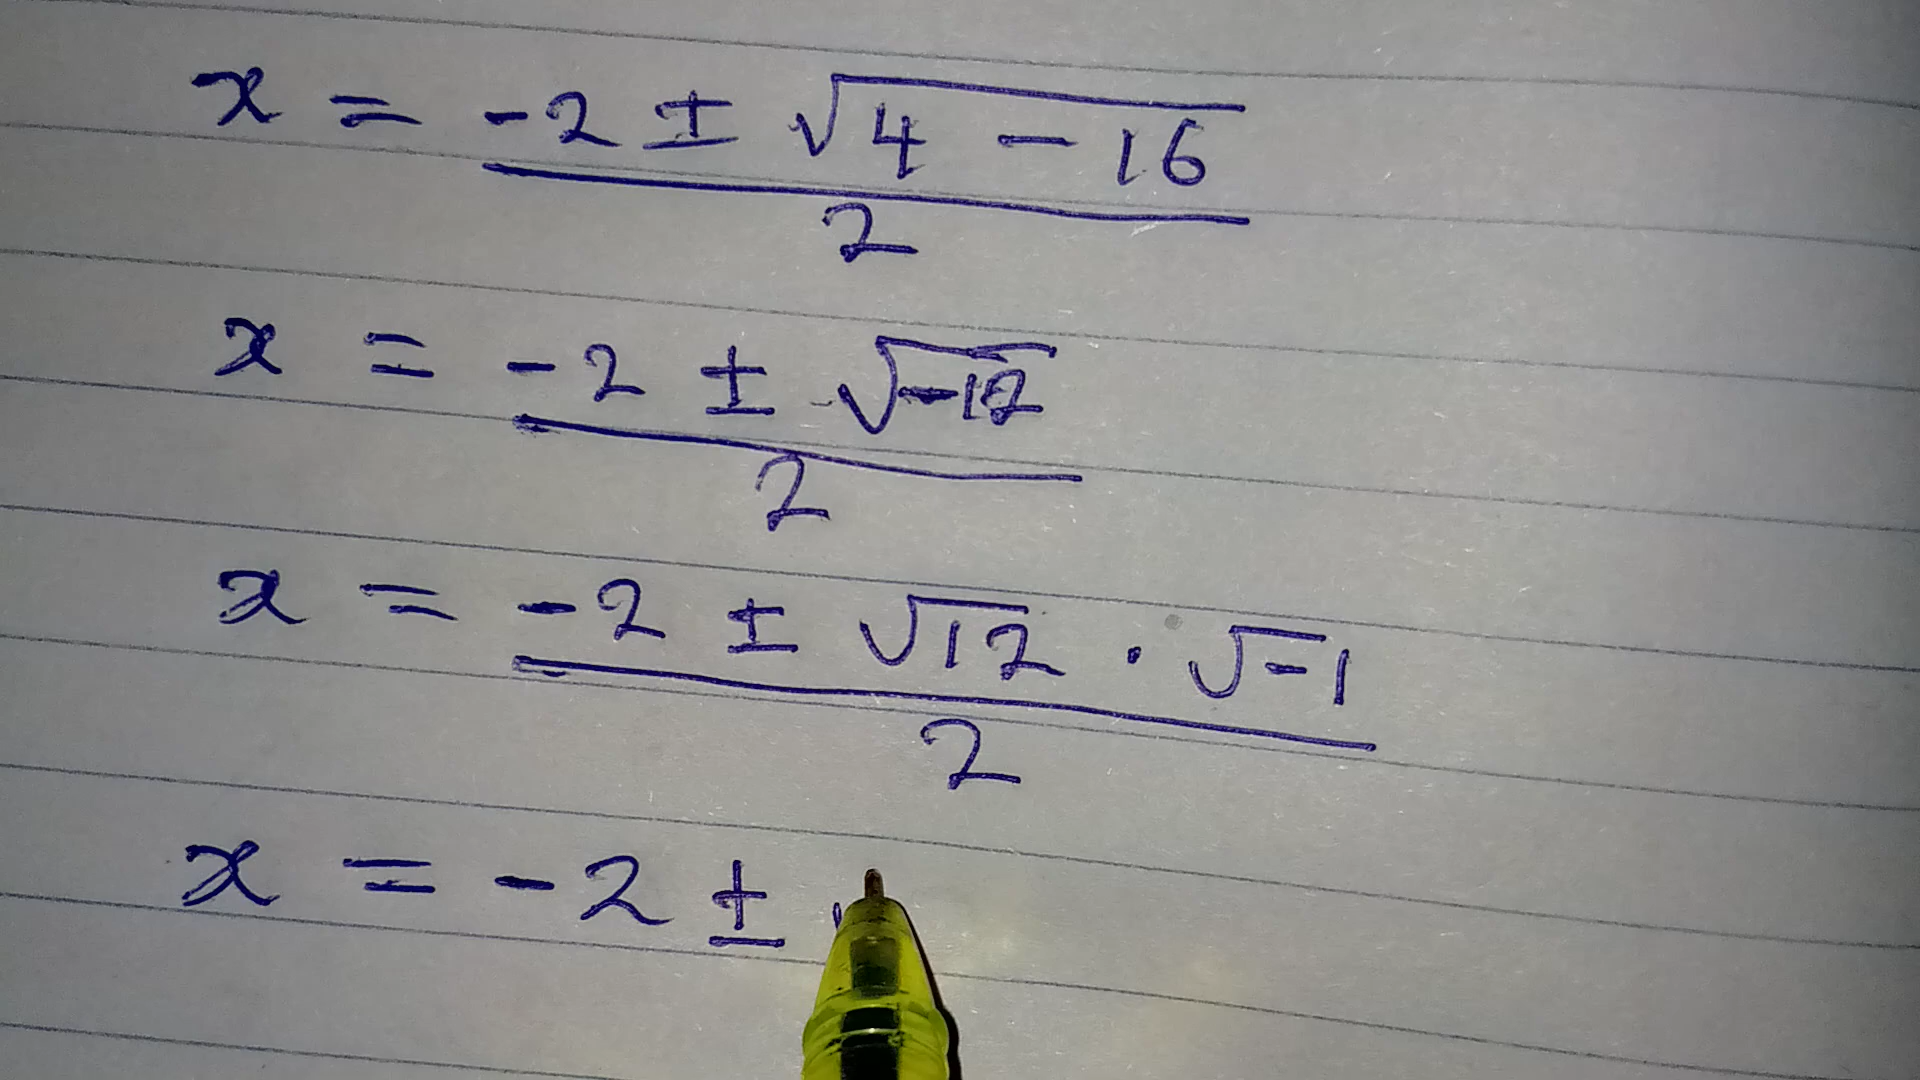 x = (-2 ± √(4 - 16)) / 2
x = (-2 ± √(-12)) / 2
x = (-2 ± √12 · √-1) / 2
x = -2 ±